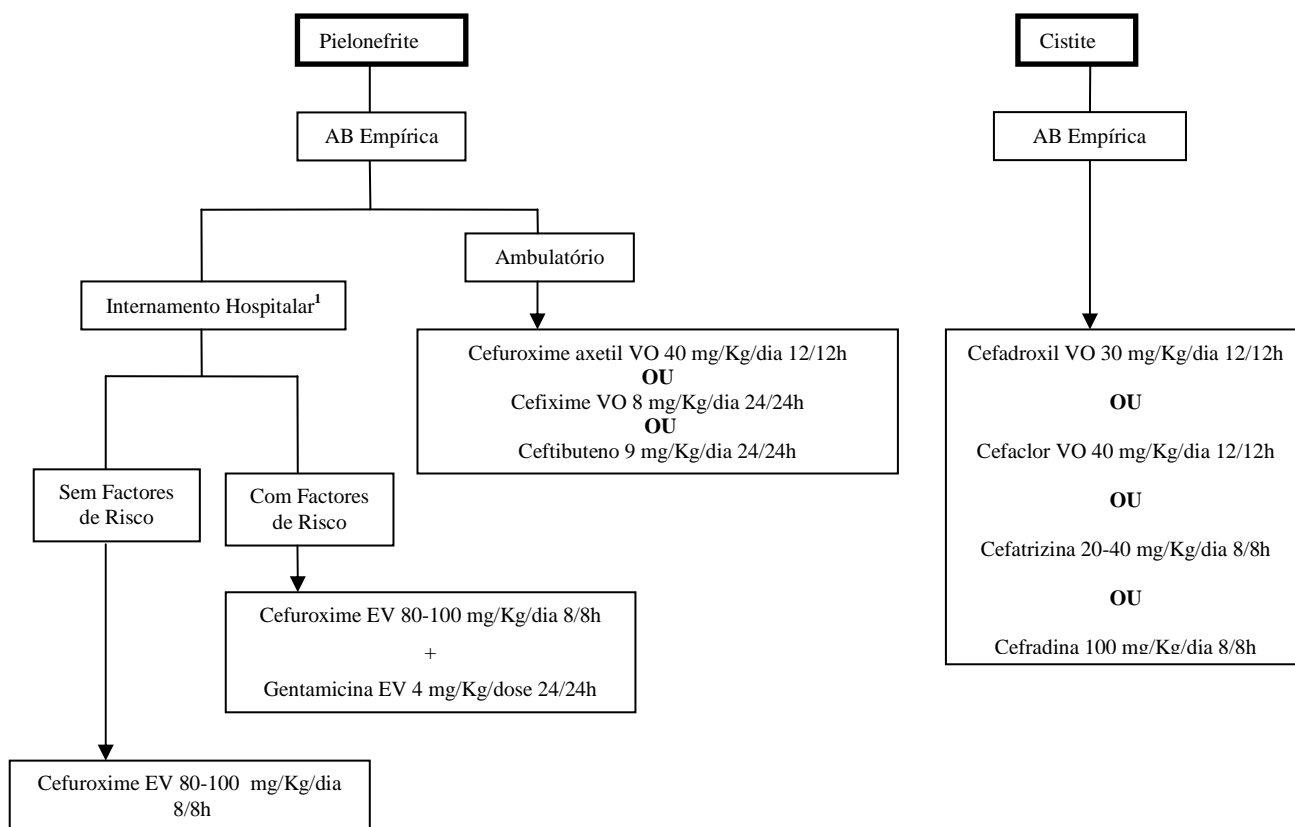 Pielonefrite
AB Empírica
Internamento Hospitalar1
Ambulatório
Cefuroxime axetil VO 40 mg/Kg/dia 12/12h
OU
Cefixime VO 8 mg/Kg/dia 24/24h
OU
Ceftibuteno 9 mg/Kg/dia 24/24h
Sem Factores
de Risco
Com Factores
de Risco
Cefuroxime EV 80-100 mg/Kg/dia 8/8h
+
Gentamicina EV 4 mg/Kg/dose 24/24h
Cefuroxime EV 80-100 mg/Kg/dia
8/8h
Cistite
AB Empírica
Cefadroxil VO 30 mg/Kg/dia 12/12h
OU
Cefaclor VO 40 mg/Kg/dia 12/12h
OU
Cefatrizina 20-40 mg/Kg/dia 8/8h
OU
Cefradina 100 mg/Kg/dia 8/8h